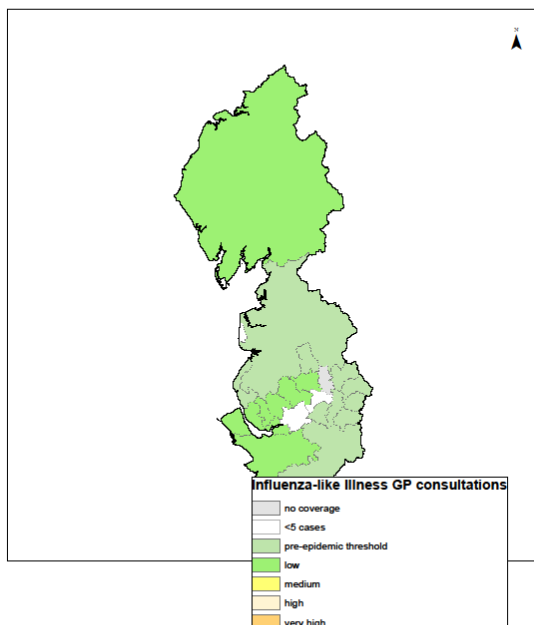 N
Influenza-like Illness GP consultations
no coverage
<5 cases
pre-epidemic threshold
low
medium
high
very high